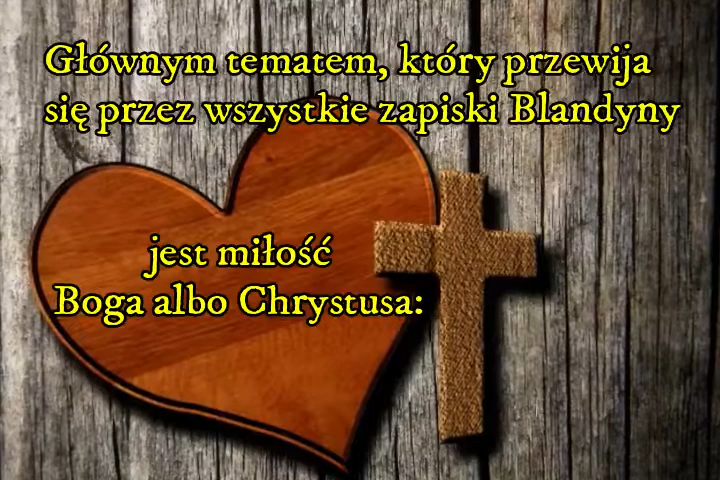 Głównym tematem, który przewija
się przez wszystkie zapiski Blandyny
jest miłość
Boga albo Chrystusa: